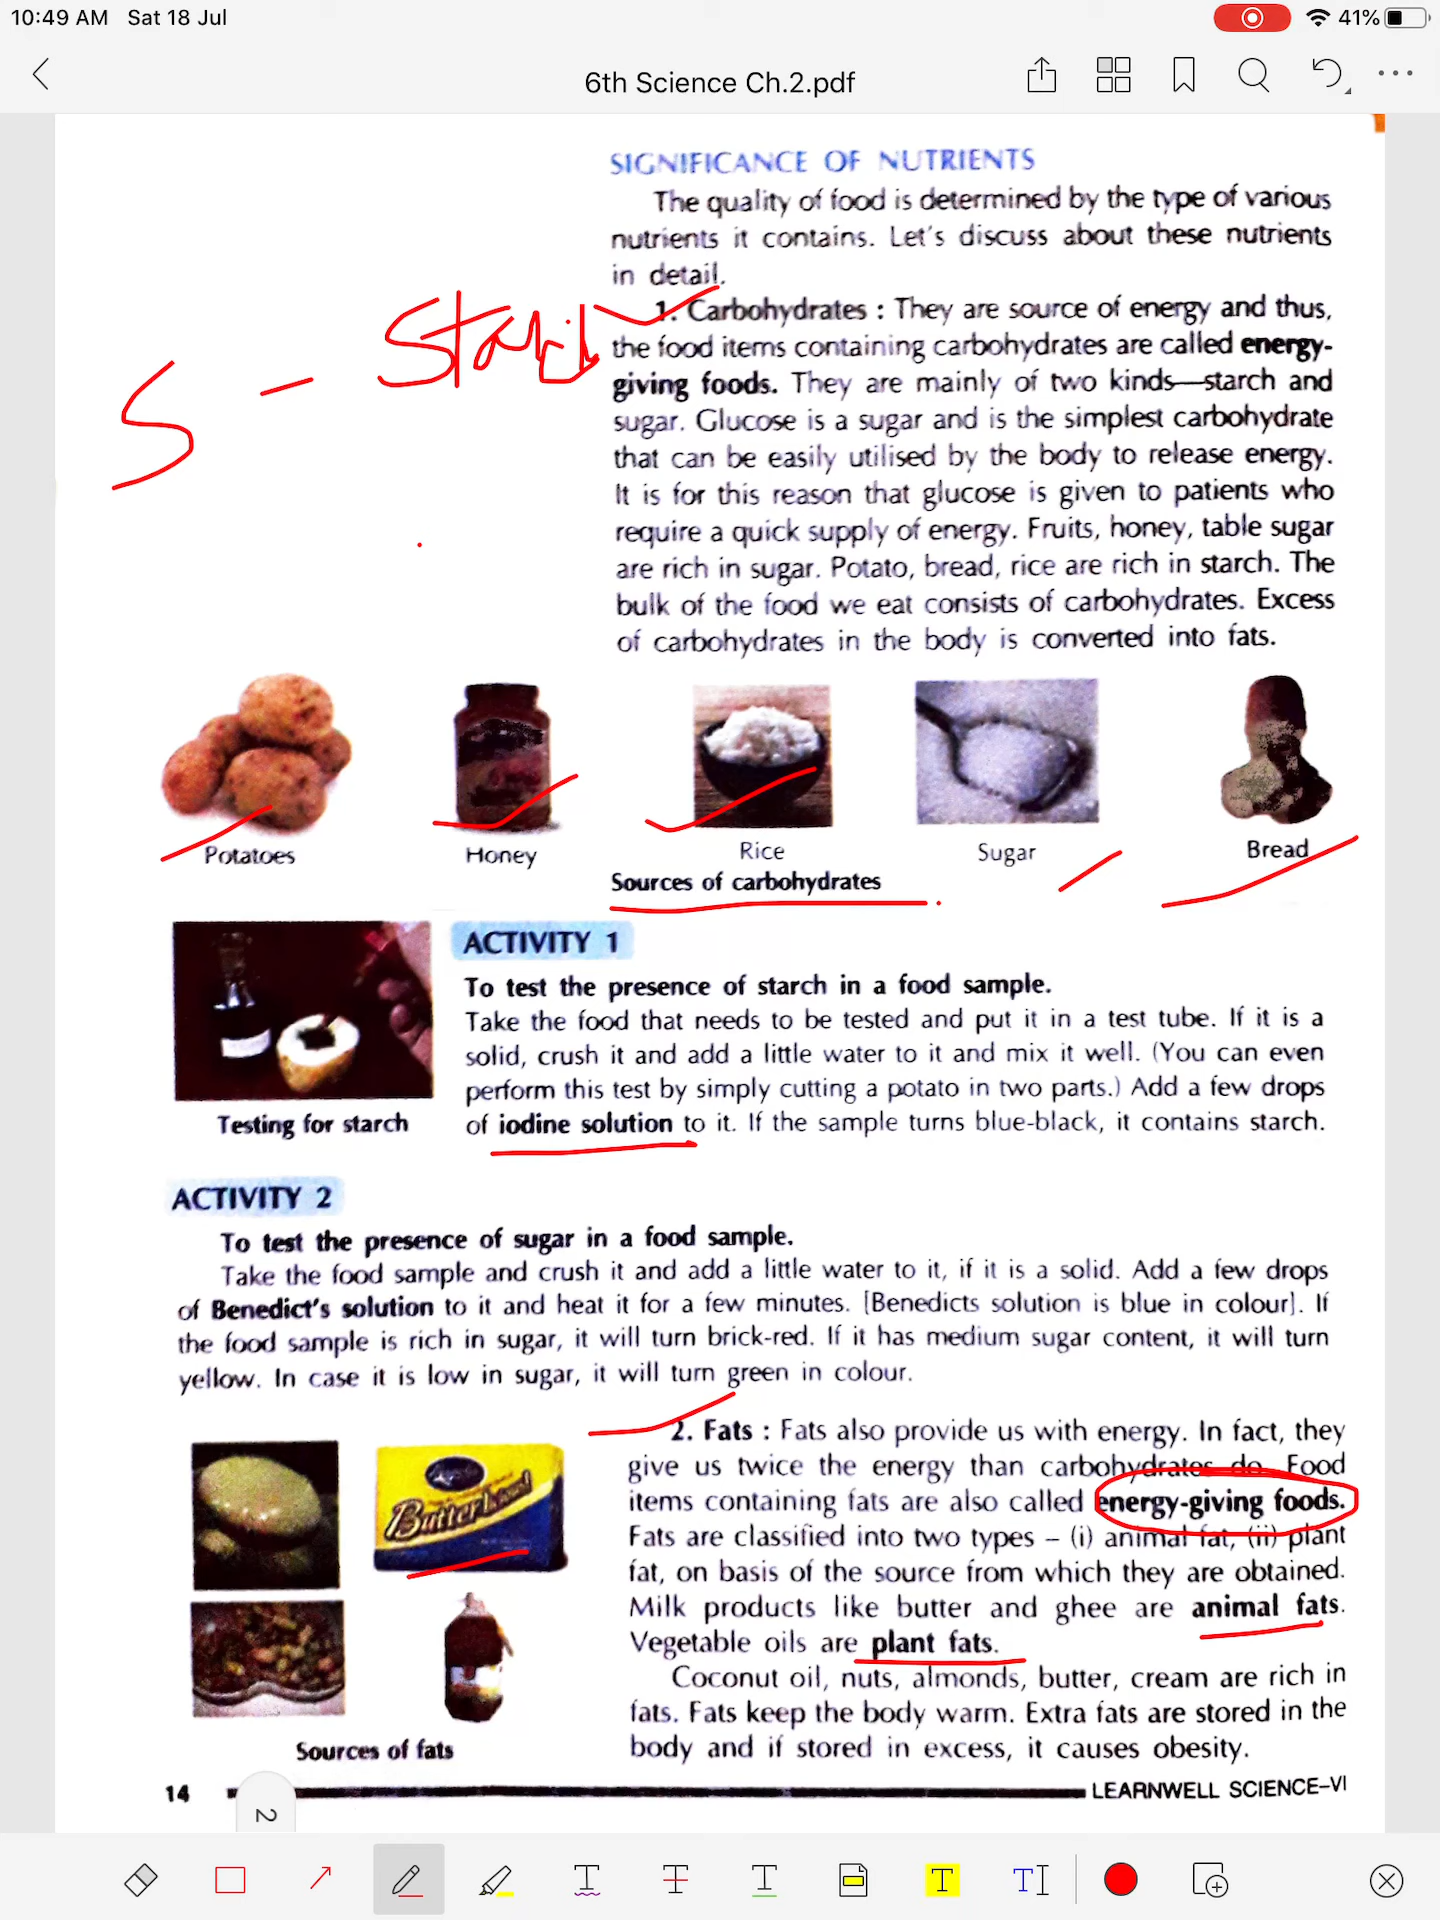 10:49 AM Sat 18 Jul
41%
6th Science Ch.2.pdf
SIGNIFICANCE OF NUTRIENTS
The quality of food is determined by the type of various
nutrients it contains. Let's discuss about these nutrients
in detail.
S - Starch
1. Carbohydrates : They are source of energy and thus,
the food items containing carbohydrates are called energy-
giving foods. They are mainly of two kinds—starch and
sugar. Glucose is a sugar and is the simplest carbohydrate
that can be easily utilised by the body to release energy.
It is for this reason that glucose is given to patients who
require a quick supply of energy. Fruits, honey, table sugar
are rich in sugar. Potato, bread, rice are rich in starch. The
bulk of the food we eat consists of carbohydrates. Excess
of carbohydrates in the body is converted into fats.
Potatoes Honey Rice Sugar Bread
Sources of carbohydrates
ACTIVITY 1
To test the presence of starch in a food sample.
Take the food that needs to be tested and put it in a test tube. If it is a
solid, crush it and add a little water to it and mix it well. (You can even
perform this test by simply cutting a potato in two parts.) Add a few drops
of iodine solution to it. If the sample turns blue-black, it contains starch.
Testing for starch
ACTIVITY 2
To test the presence of sugar in a food sample.
Take the food sample and crush it and add a little water to it, if it is a solid. Add a few drops
of Benedict's solution to it and heat it for a few minutes. [Benedicts solution is blue in colour]. If
the food sample is rich in sugar, it will turn brick-red. If it has medium sugar content, it will turn
yellow. In case it is low in sugar, it will turn green in colour.
2. Fats : Fats also provide us with energy. In fact, they
give us twice the energy than carbohydrates do. Food
items containing fats are also called energy-giving foods.
Fats are classified into two types – (i) animal fat, (ii) plant
fat, on basis of the source from which they are obtained.
Milk products like butter and ghee are animal fats.
Vegetable oils are plant fats.
Coconut oil, nuts, almonds, butter, cream are rich in
fats. Fats keep the body warm. Extra fats are stored in the
body and if stored in excess, it causes obesity.
Butter
Sources of fats
14
2
LEARNWELL SCIENCE–VI